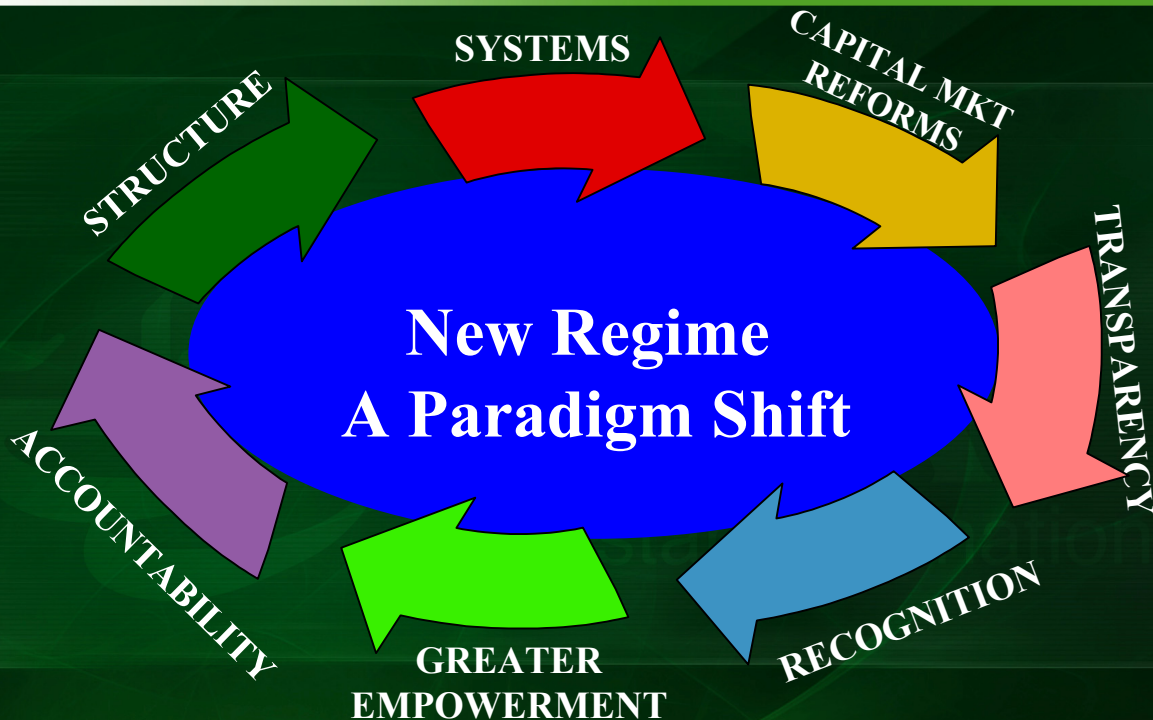 SYSTEMS
CAPITAL MKT
REFORMS
STRUCTURE
TRANSPARENCY
New Regime
A Paradigm Shift
ACCOUNTABILITY
RECOGNITION
GREATER
EMPOWERMENT